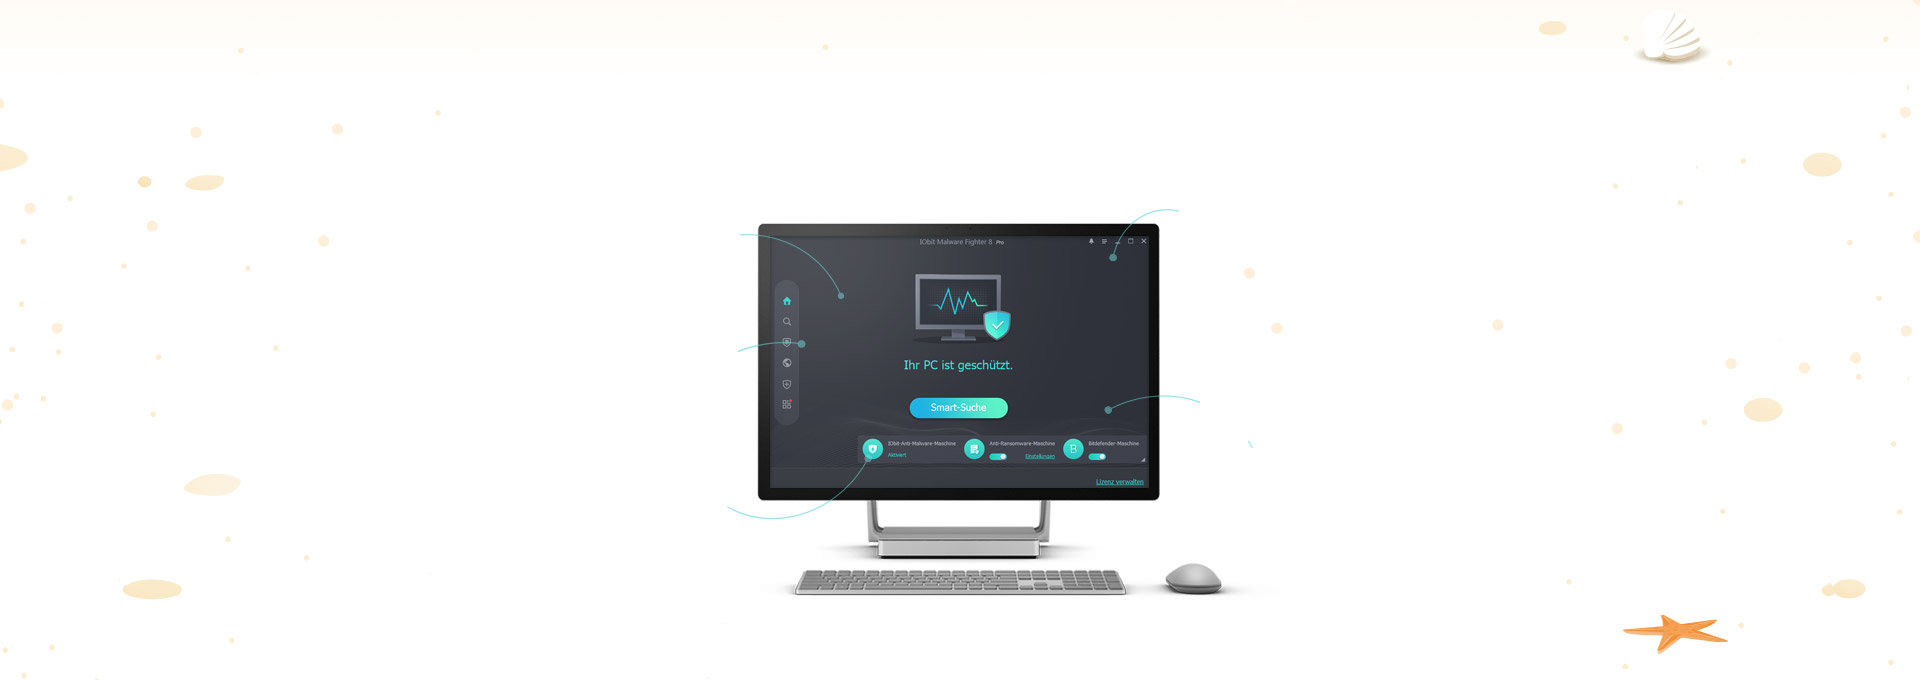 IObit Malware Fighter 8 Pro
Ihr PC ist geschützt.
Smart-Suche
IObit-Anti-Malware-Maschine
Aktiviert
Anti-Ransomware-Maschine
Einstellungen
Bitdefender-Maschine
Lizenz verwalten